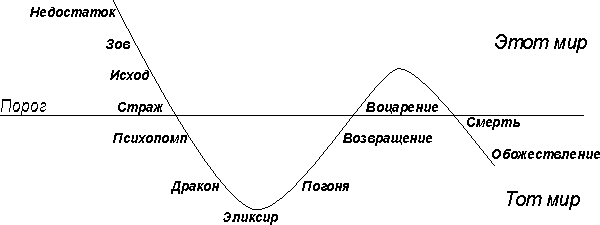 Недостаток
Зов
Этот мир
Исход
Порог
Страж
Воцарение
Смерть
Психопомп
Возвращение
Обожествление
Дракон
Погоня
Тот мир
Эликсир